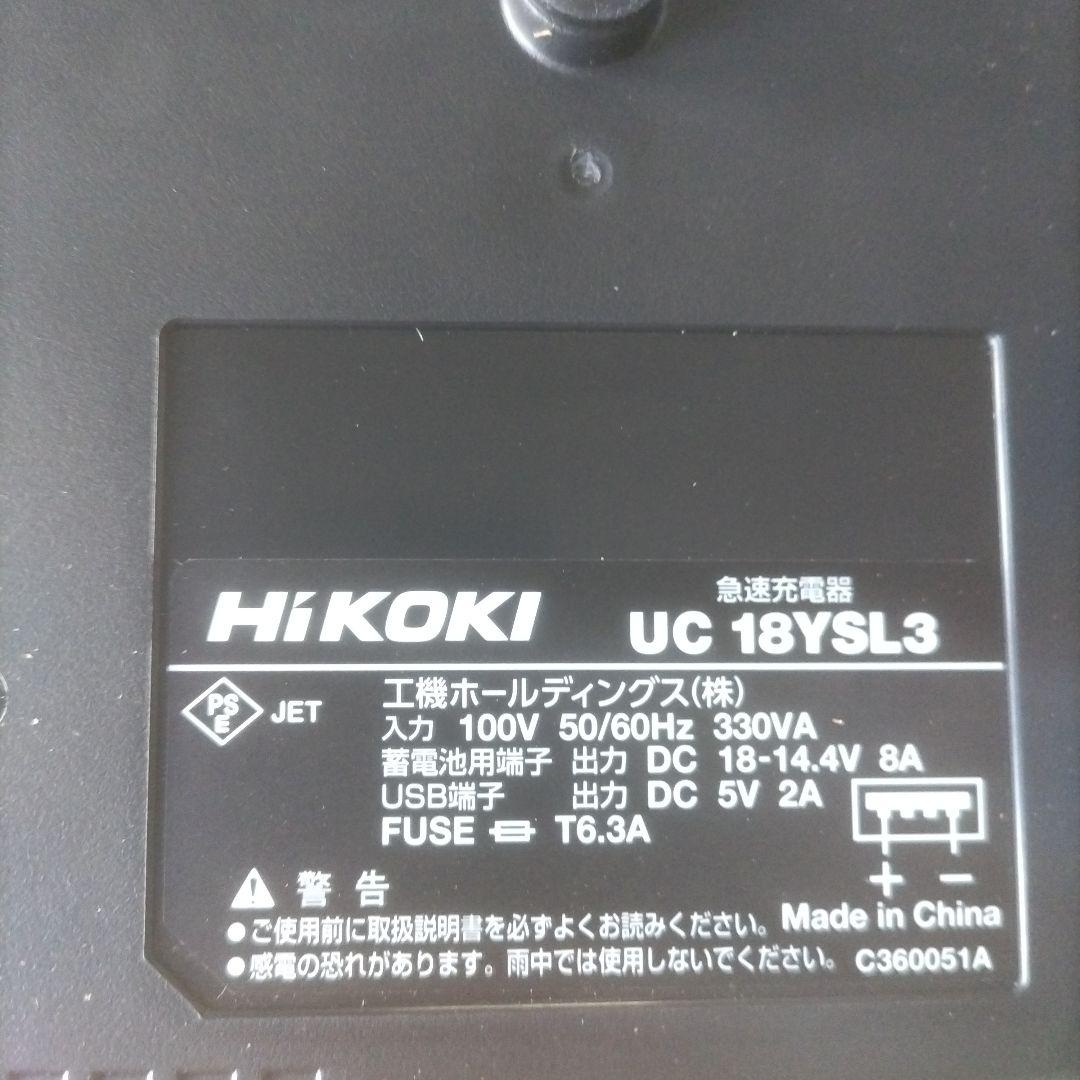 HiKOKI
急速充電器
UC 18YSL3
PS
E
JET
工機ホールディングス(株)
入力 100V 50/60Hz 330VA
蓄電池用端子 出力 DC 18-14.4V 8A
USB端子 出力 DC 5V 2A
FUSE T6.3A
+ −
警告
Made in China
●ご使用前に取扱説明書を必ずよくお読みください。
●感電の恐れがあります。雨中では使用しないでください。
C360051A